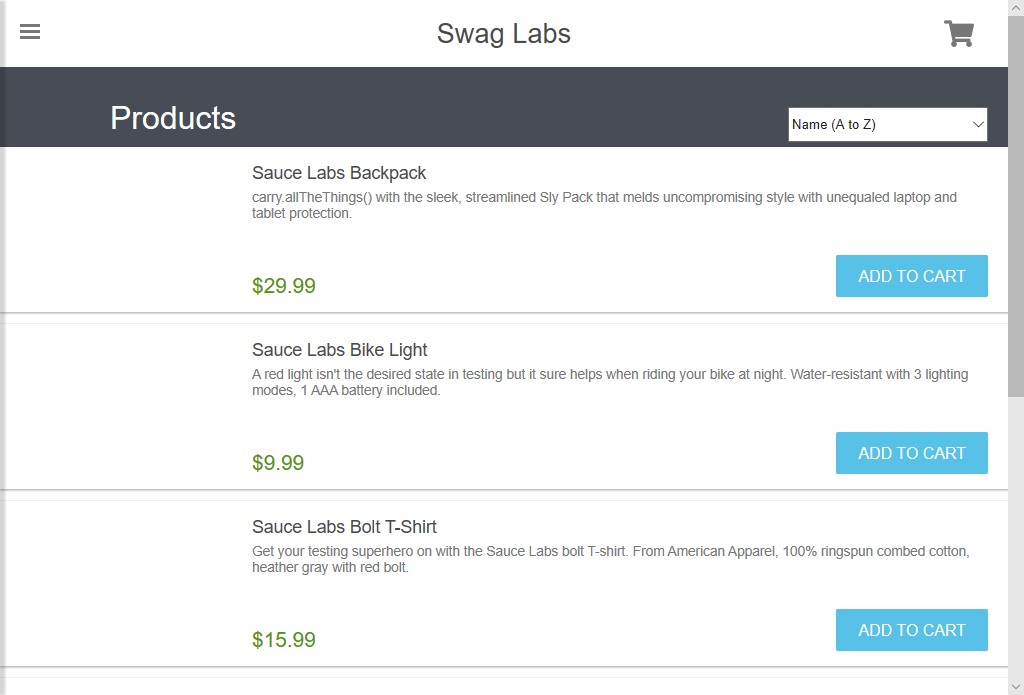 Swag Labs
Products
Name (A to Z)
Sauce Labs Backpack
carry.allTheThings() with the sleek, streamlined Sly Pack that melds uncompromising style with unequaled laptop and
tablet protection.
$29.99
ADD TO CART
Sauce Labs Bike Light
A red light isn't the desired state in testing but it sure helps when riding your bike at night. Water-resistant with 3 lighting
modes, 1 AAA battery included.
$9.99
ADD TO CART
Sauce Labs Bolt T-Shirt
Get your testing superhero on with the Sauce Labs bolt T-shirt. From American Apparel, 100% ringspun combed cotton,
heather gray with red bolt.
$15.99
ADD TO CART